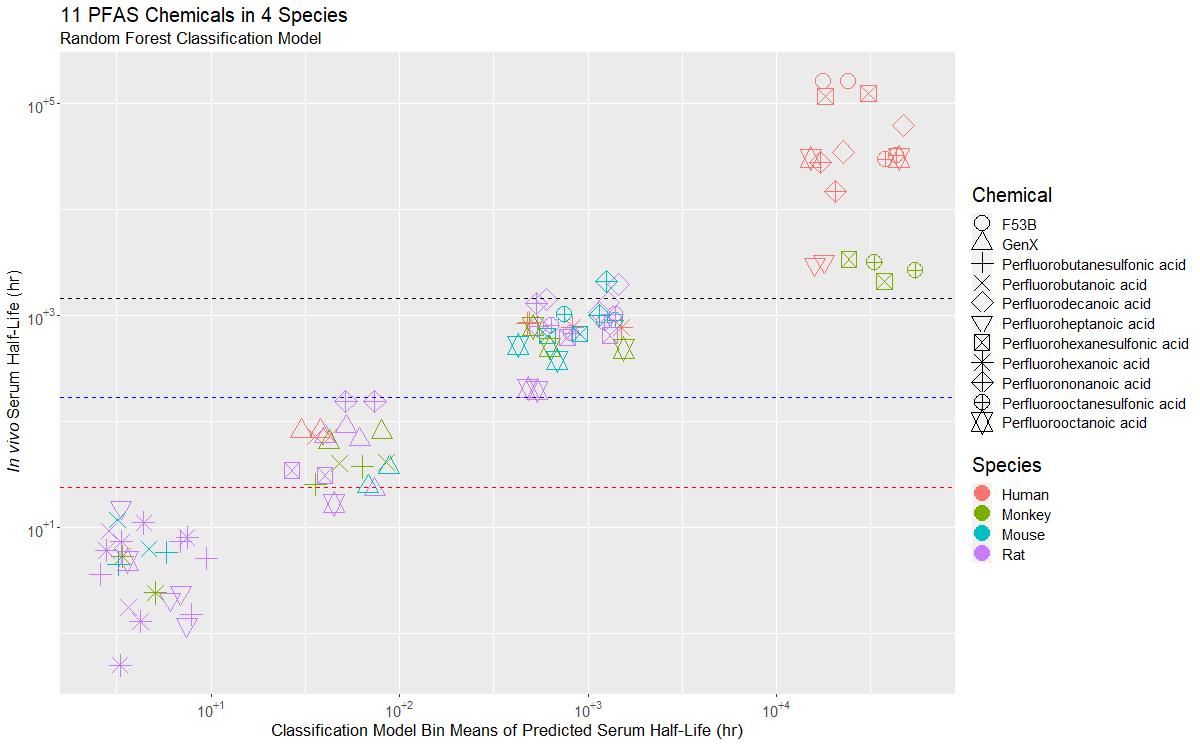 11 PFAS Chemicals in 4 Species
Random Forest Classification Model
In vivo Serum Half-Life (hr)
10+5
10+3
10+1
10+1
10+2
10+3
10+4
Classification Model Bin Means of Predicted Serum Half-Life (hr)
Chemical
F53B
GenX
Perfluorobutanesulfonic acid
Perfluorobutanoic acid
Perfluorodecanoic acid
Perfluoroheptanoic acid
Perfluorohexanesulfonic acid
Perfluorohexanoic acid
Perfluorononanoic acid
Perfluorooctanesulfonic acid
Perfluorooctanoic acid
Species
Human
Monkey
Mouse
Rat